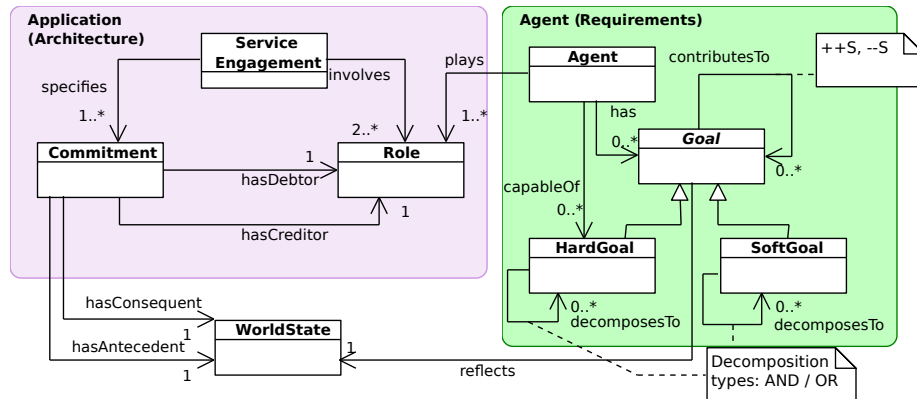 Application
(Architecture)
Service
Engagement
specifies
involves
1..*
2..*
Commitment
Role
1
hasDebtor
hasCreditor
1
plays
1..*
Agent (Requirements)
Agent
has
contributesTo
++S, --S
0..*
Goal
0..*
capableOf
0..*
HardGoal
SoftGoal
0..*
decomposesTo
0..*
decomposesTo
hasConsequent
1
hasAntecedent
1
WorldState
1
reflects
Decomposition
types: AND / OR